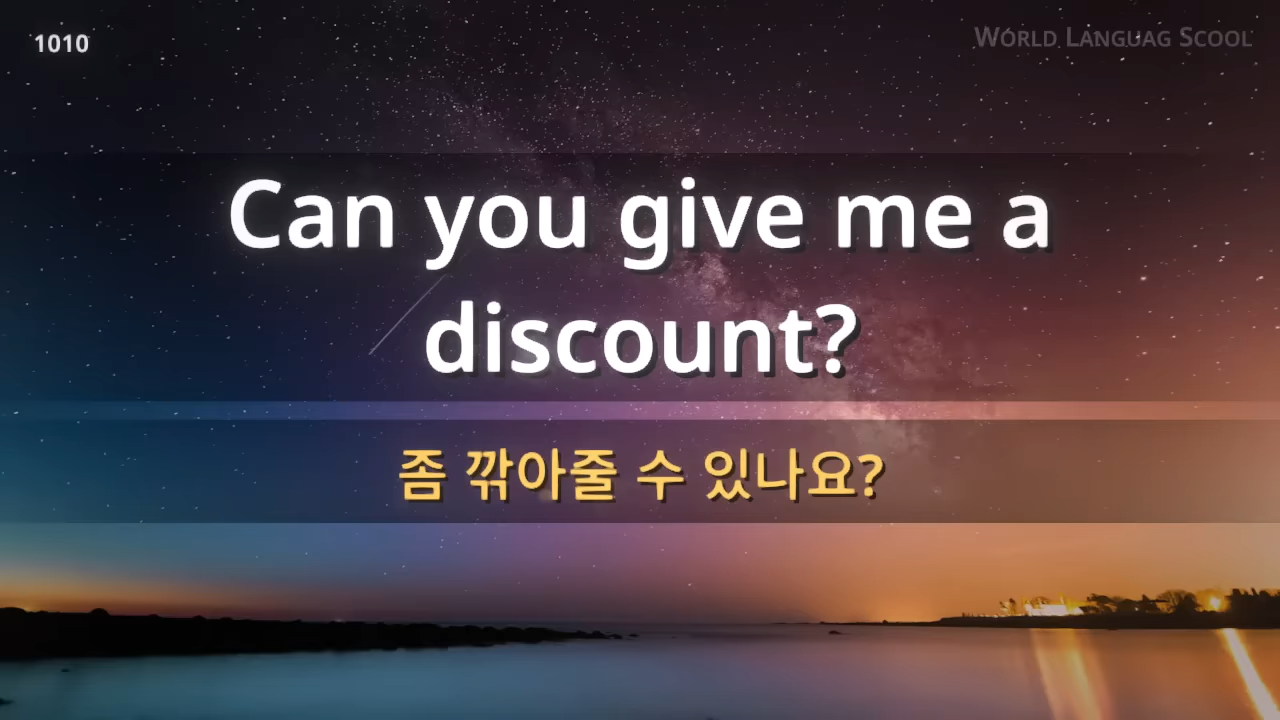 1010
World Languag Scool
Can you give me a
discount?
좀 깎아줄 수 있나요?